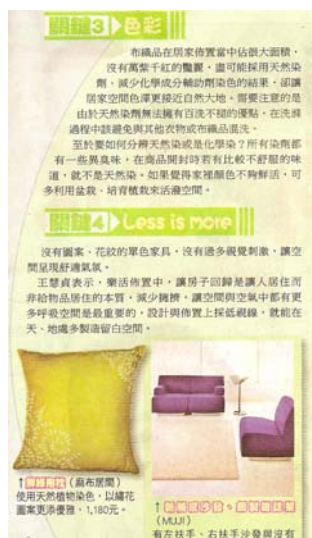 關鍵3 色彩
布織品在居家佈置當中佔很大面積，
沒有萬紫千紅的豔麗，盡可能採用天然染
劑、減少化學成分輔助劑染色的結果，卻讓
居家空間色澤更接近自然大地。需要注意的是
由於天然染劑無法擁有百洗不褪的優點，在洗滌
過程中該避免與其他衣物或布織品混洗。
至於要如何分辨天然染或是化學染？所有染劑都
有一些異臭味，在商品開封時若有比較不舒服的味
道，就不是天然染。如果覺得家裡顏色不夠鮮活，可
多利用盆栽、培育植栽來活潑空間。
關鍵4 Less is more
沒有圖案、花紋的單色家具，沒有過多視覺刺激，讓空
間呈現舒適氣氛。
王慧貞表示，樂活佈置中，讓房子回歸是讓人居住而
非給物品居住的本質，減少擁擠，讓空間與空氣中都有更
多呼吸空間是最重要的，設計與佈置上採低視線，就能在
天、地處多製造留白空間。
（麻布居間）
使用天然植物染色，以繡花
圖案更添優雅，1,180元。
（MUJI）
有左扶手、右扶手沙發與沒有